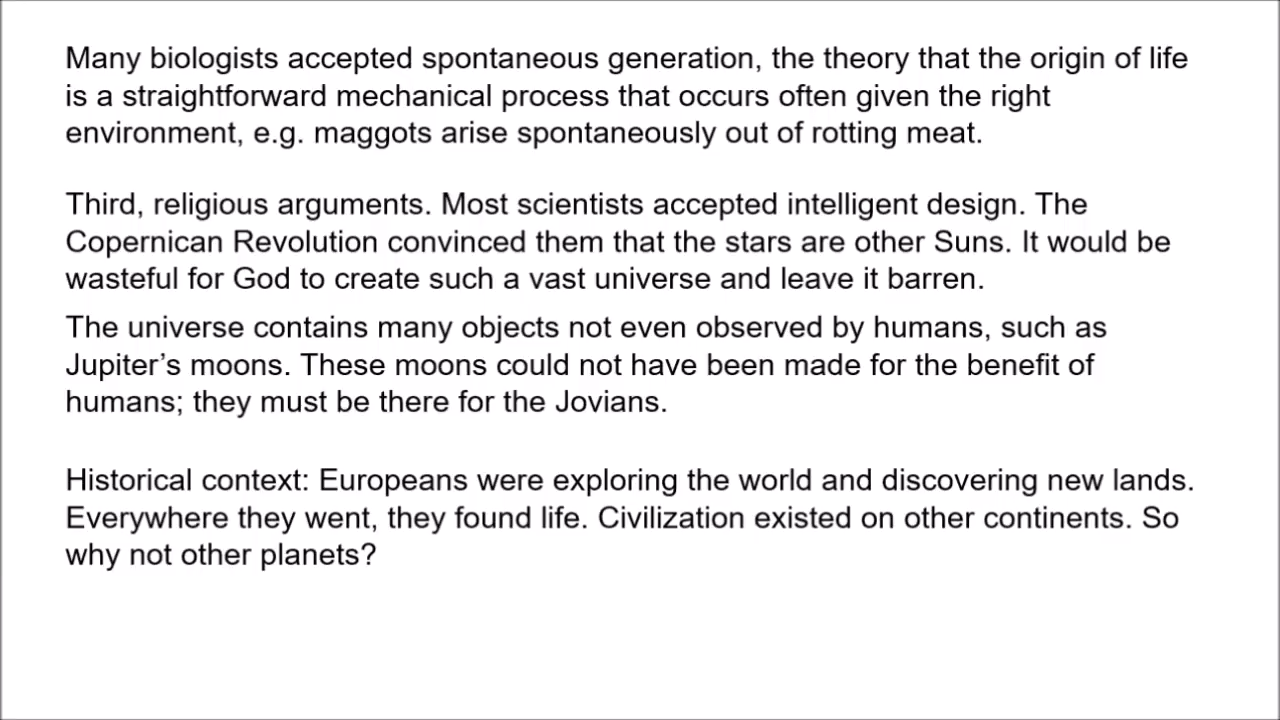 Many biologists accepted spontaneous generation, the theory that the origin of life
is a straightforward mechanical process that occurs often given the right
environment, e.g. maggots arise spontaneously out of rotting meat.
Third, religious arguments. Most scientists accepted intelligent design. The
Copernican Revolution convinced them that the stars are other Suns. It would be
wasteful for God to create such a vast universe and leave it barren.
The universe contains many objects not even observed by humans, such as
Jupiter’s moons. These moons could not have been made for the benefit of
humans; they must be there for the Jovians.
Historical context: Europeans were exploring the world and discovering new lands.
Everywhere they went, they found life. Civilization existed on other continents. So
why not other planets?